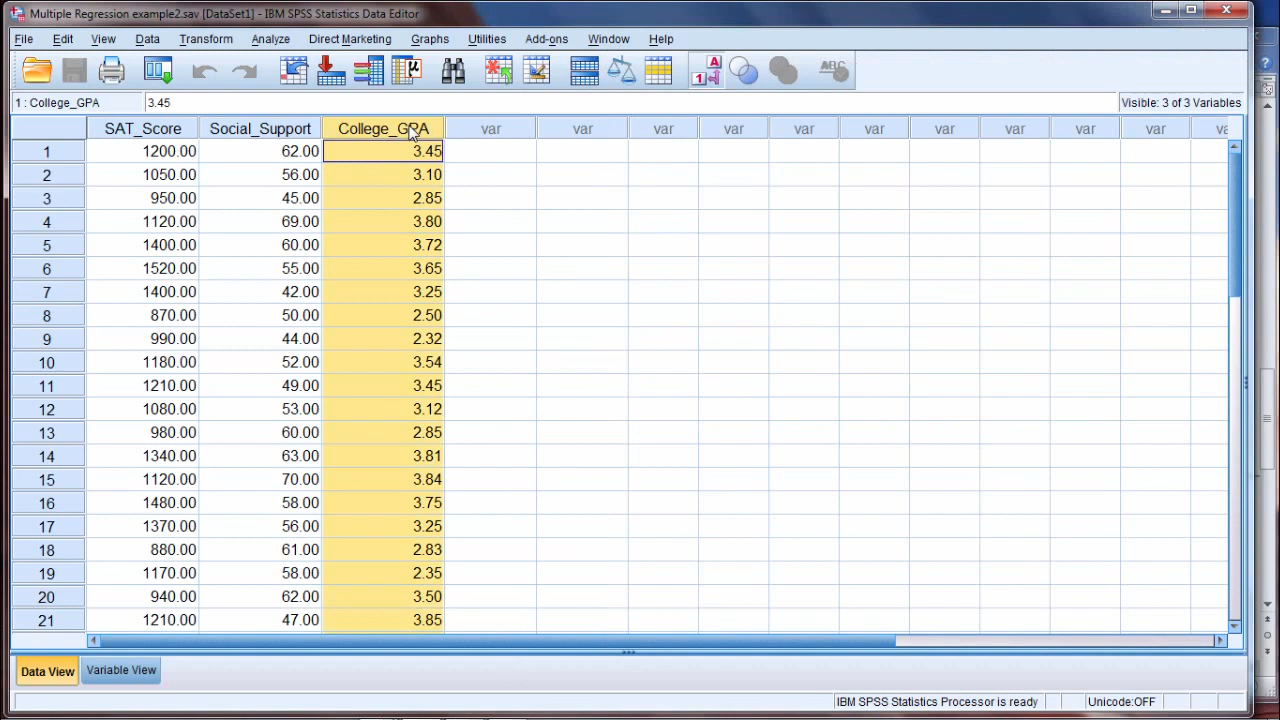 Multiple Regression example2.sav [DataSet1] - IBM SPSS Statistics Data Editor
File Edit View Data Transform Analyze Direct Marketing Graphs Utilities Add-ons Window Help
1 : College_GPA 3.45 Visible: 3 of 3 Variables
SAT_Score Social_Support College_GPA var var var var var var var var var va
1 1200.00 62.00 3.45
2 1050.00 56.00 3.10
3 950.00 45.00 2.85
4 1120.00 69.00 3.80
5 1400.00 60.00 3.72
6 1520.00 55.00 3.65
7 1400.00 42.00 3.25
8 870.00 50.00 2.50
9 990.00 44.00 2.32
10 1180.00 52.00 3.54
11 1210.00 49.00 3.45
12 1080.00 53.00 3.12
13 980.00 60.00 2.85
14 1340.00 63.00 3.81
15 1120.00 70.00 3.84
16 1480.00 58.00 3.75
17 1370.00 56.00 3.25
18 880.00 61.00 2.83
19 1170.00 58.00 2.35
20 940.00 62.00 3.50
21 1210.00 47.00 3.85
Data View Variable View
IBM SPSS Statistics Processor is ready Unicode:OFF